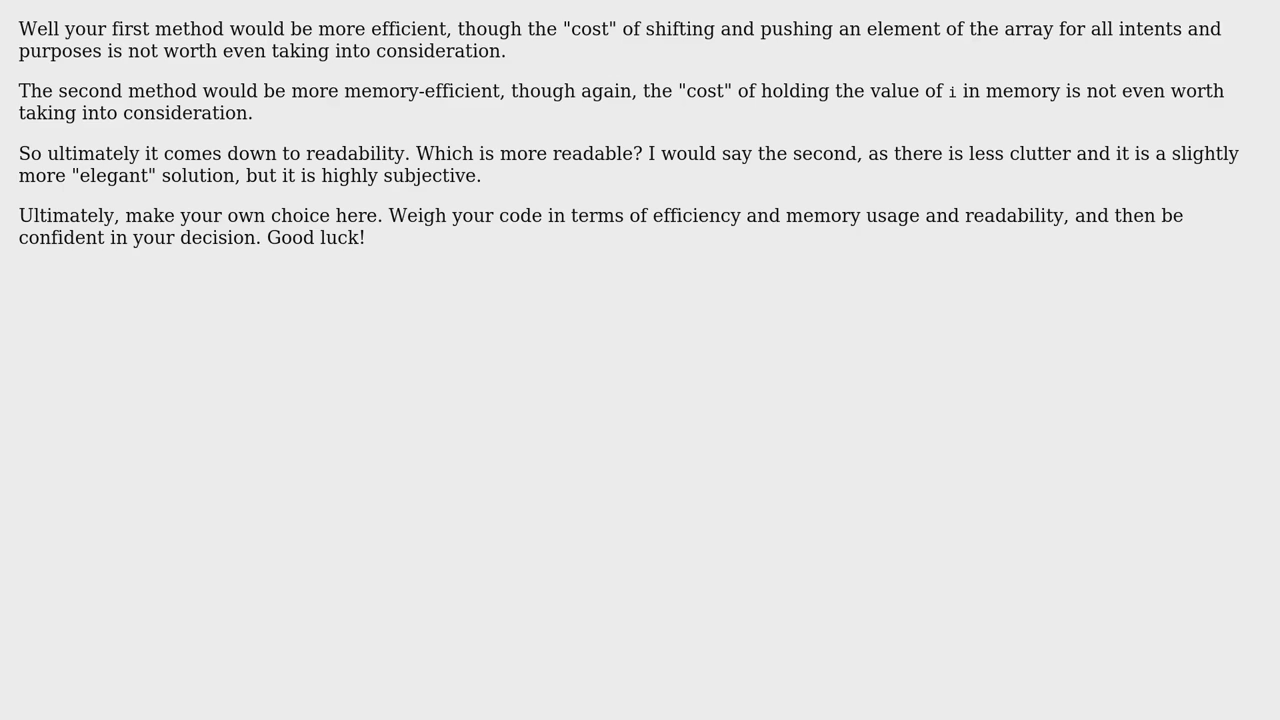 Well your first method would be more efficient, though the "cost" of shifting and pushing an element of the array for all intents and
purposes is not worth even taking into consideration.
The second method would be more memory-efficient, though again, the "cost" of holding the value of i in memory is not even worth
taking into consideration.
So ultimately it comes down to readability. Which is more readable? I would say the second, as there is less clutter and it is a slightly
more "elegant" solution, but it is highly subjective.
Ultimately, make your own choice here. Weigh your code in terms of efficiency and memory usage and readability, and then be
confident in your decision. Good luck!